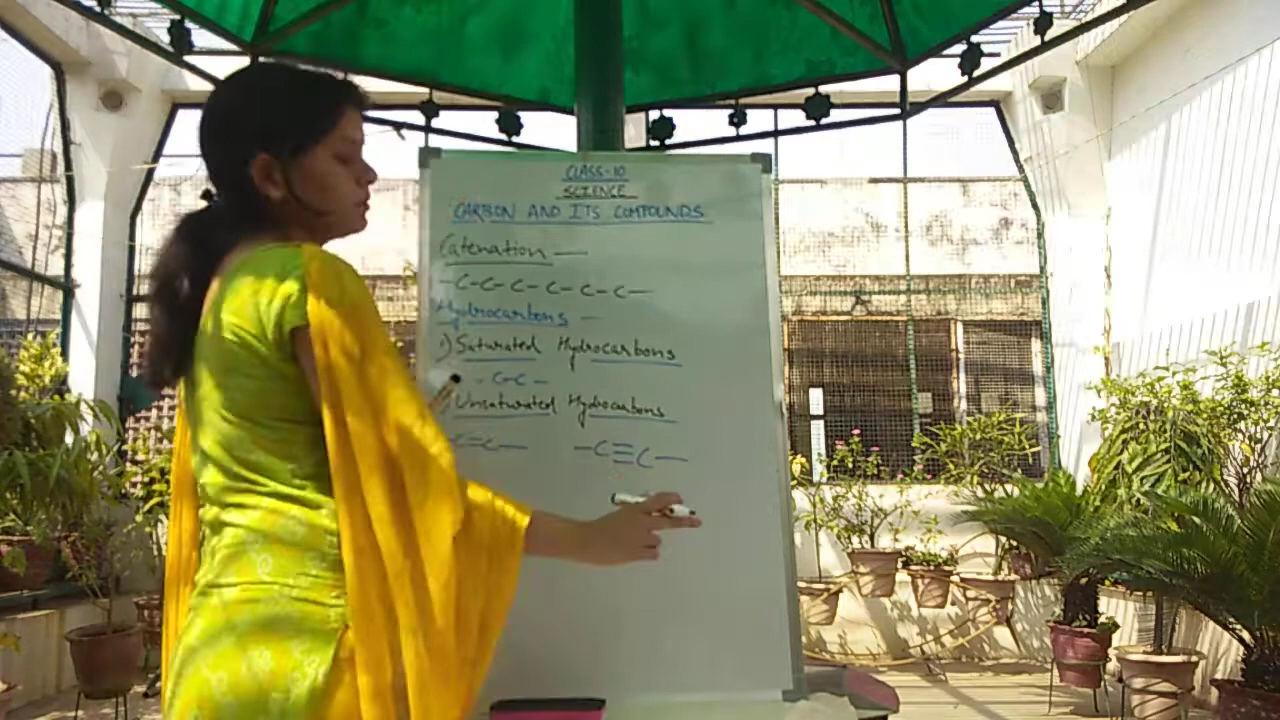 CLASS-10
SCIENCE
CARBON AND ITS COMPOUNDS
Catenation —
-C-C-C-C-C-C-
Hydrocarbons -
1) Saturated Hydrocarbons
-C-C-
Unsaturated Hydrocarbons
C=C- -C≡C-